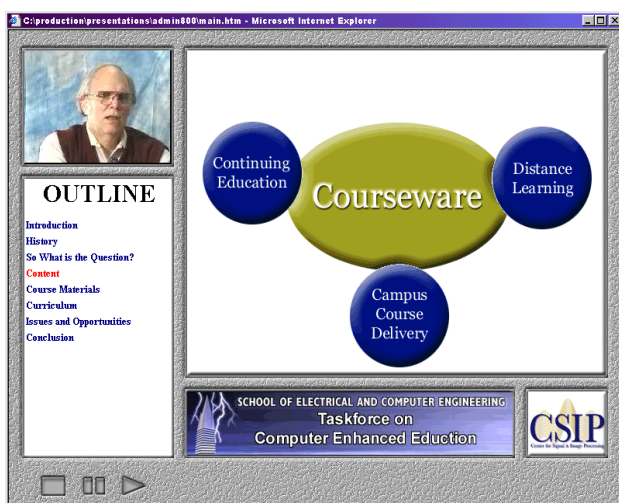 C:\production\presentations\admin800\main.htm - Microsoft Internet Explorer
OUTLINE
Introduction
History
So What is the Question?
Content
Course Materials
Curriculum
Issues and Opportunities
Conclusion
Continuing
Education
Courseware
Distance
Learning
Campus
Course
Delivery
SCHOOL OF ELECTRICAL AND COMPUTER ENGINEERING
Taskforce on
Computer Enhanced Eduction
CSIP
Center for Signal & Image Processing